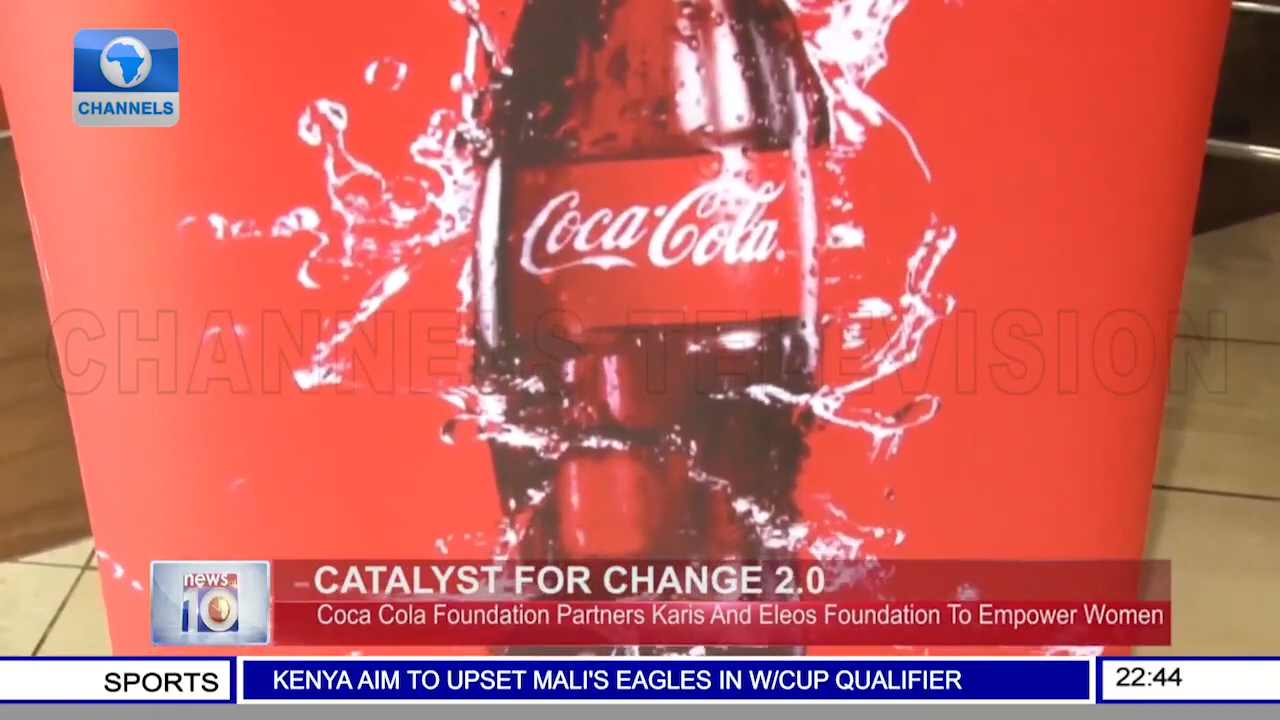 CHANNELS
Coca-Cola
CHANNELS TELEVISION
news
10
CATALYST FOR CHANGE 2.0
Coca Cola Foundation Partners Karis And Eleos Foundation To Empower Women
SPORTS
KENYA AIM TO UPSET MALI'S EAGLES IN W/CUP QUALIFIER
22:44